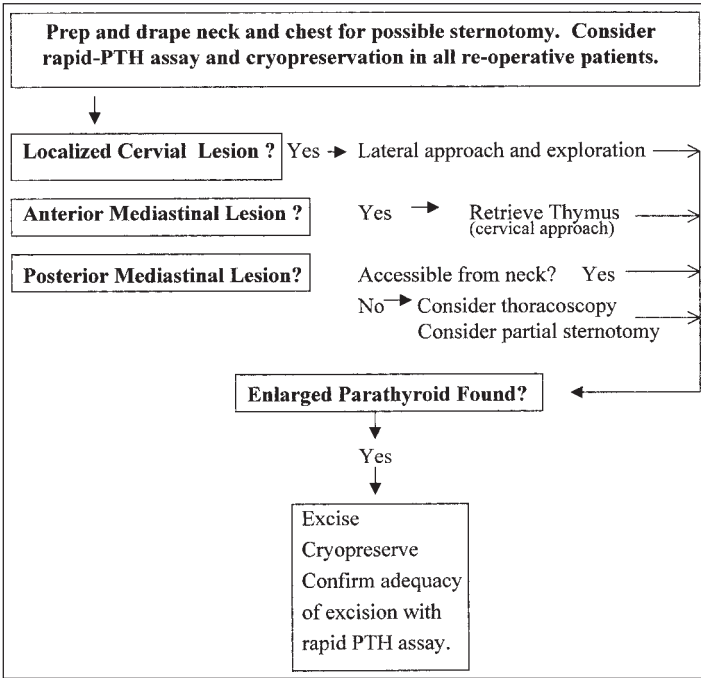 Prep and drape neck and chest for possible sternotomy. Consider
rapid-PTH assay and cryopreservation in all re-operative patients.
Localized Cervial Lesion ? Yes Lateral approach and exploration
Anterior Mediastinal Lesion ? Yes Retrieve Thymus
(cervical approach)
Posterior Mediastinal Lesion? Accessible from neck? Yes
No Consider thoracoscopy
Consider partial sternotomy
Enlarged Parathyroid Found?
Yes
Excise
Cryopreserve
Confirm adequacy
of excision with
rapid PTH assay.